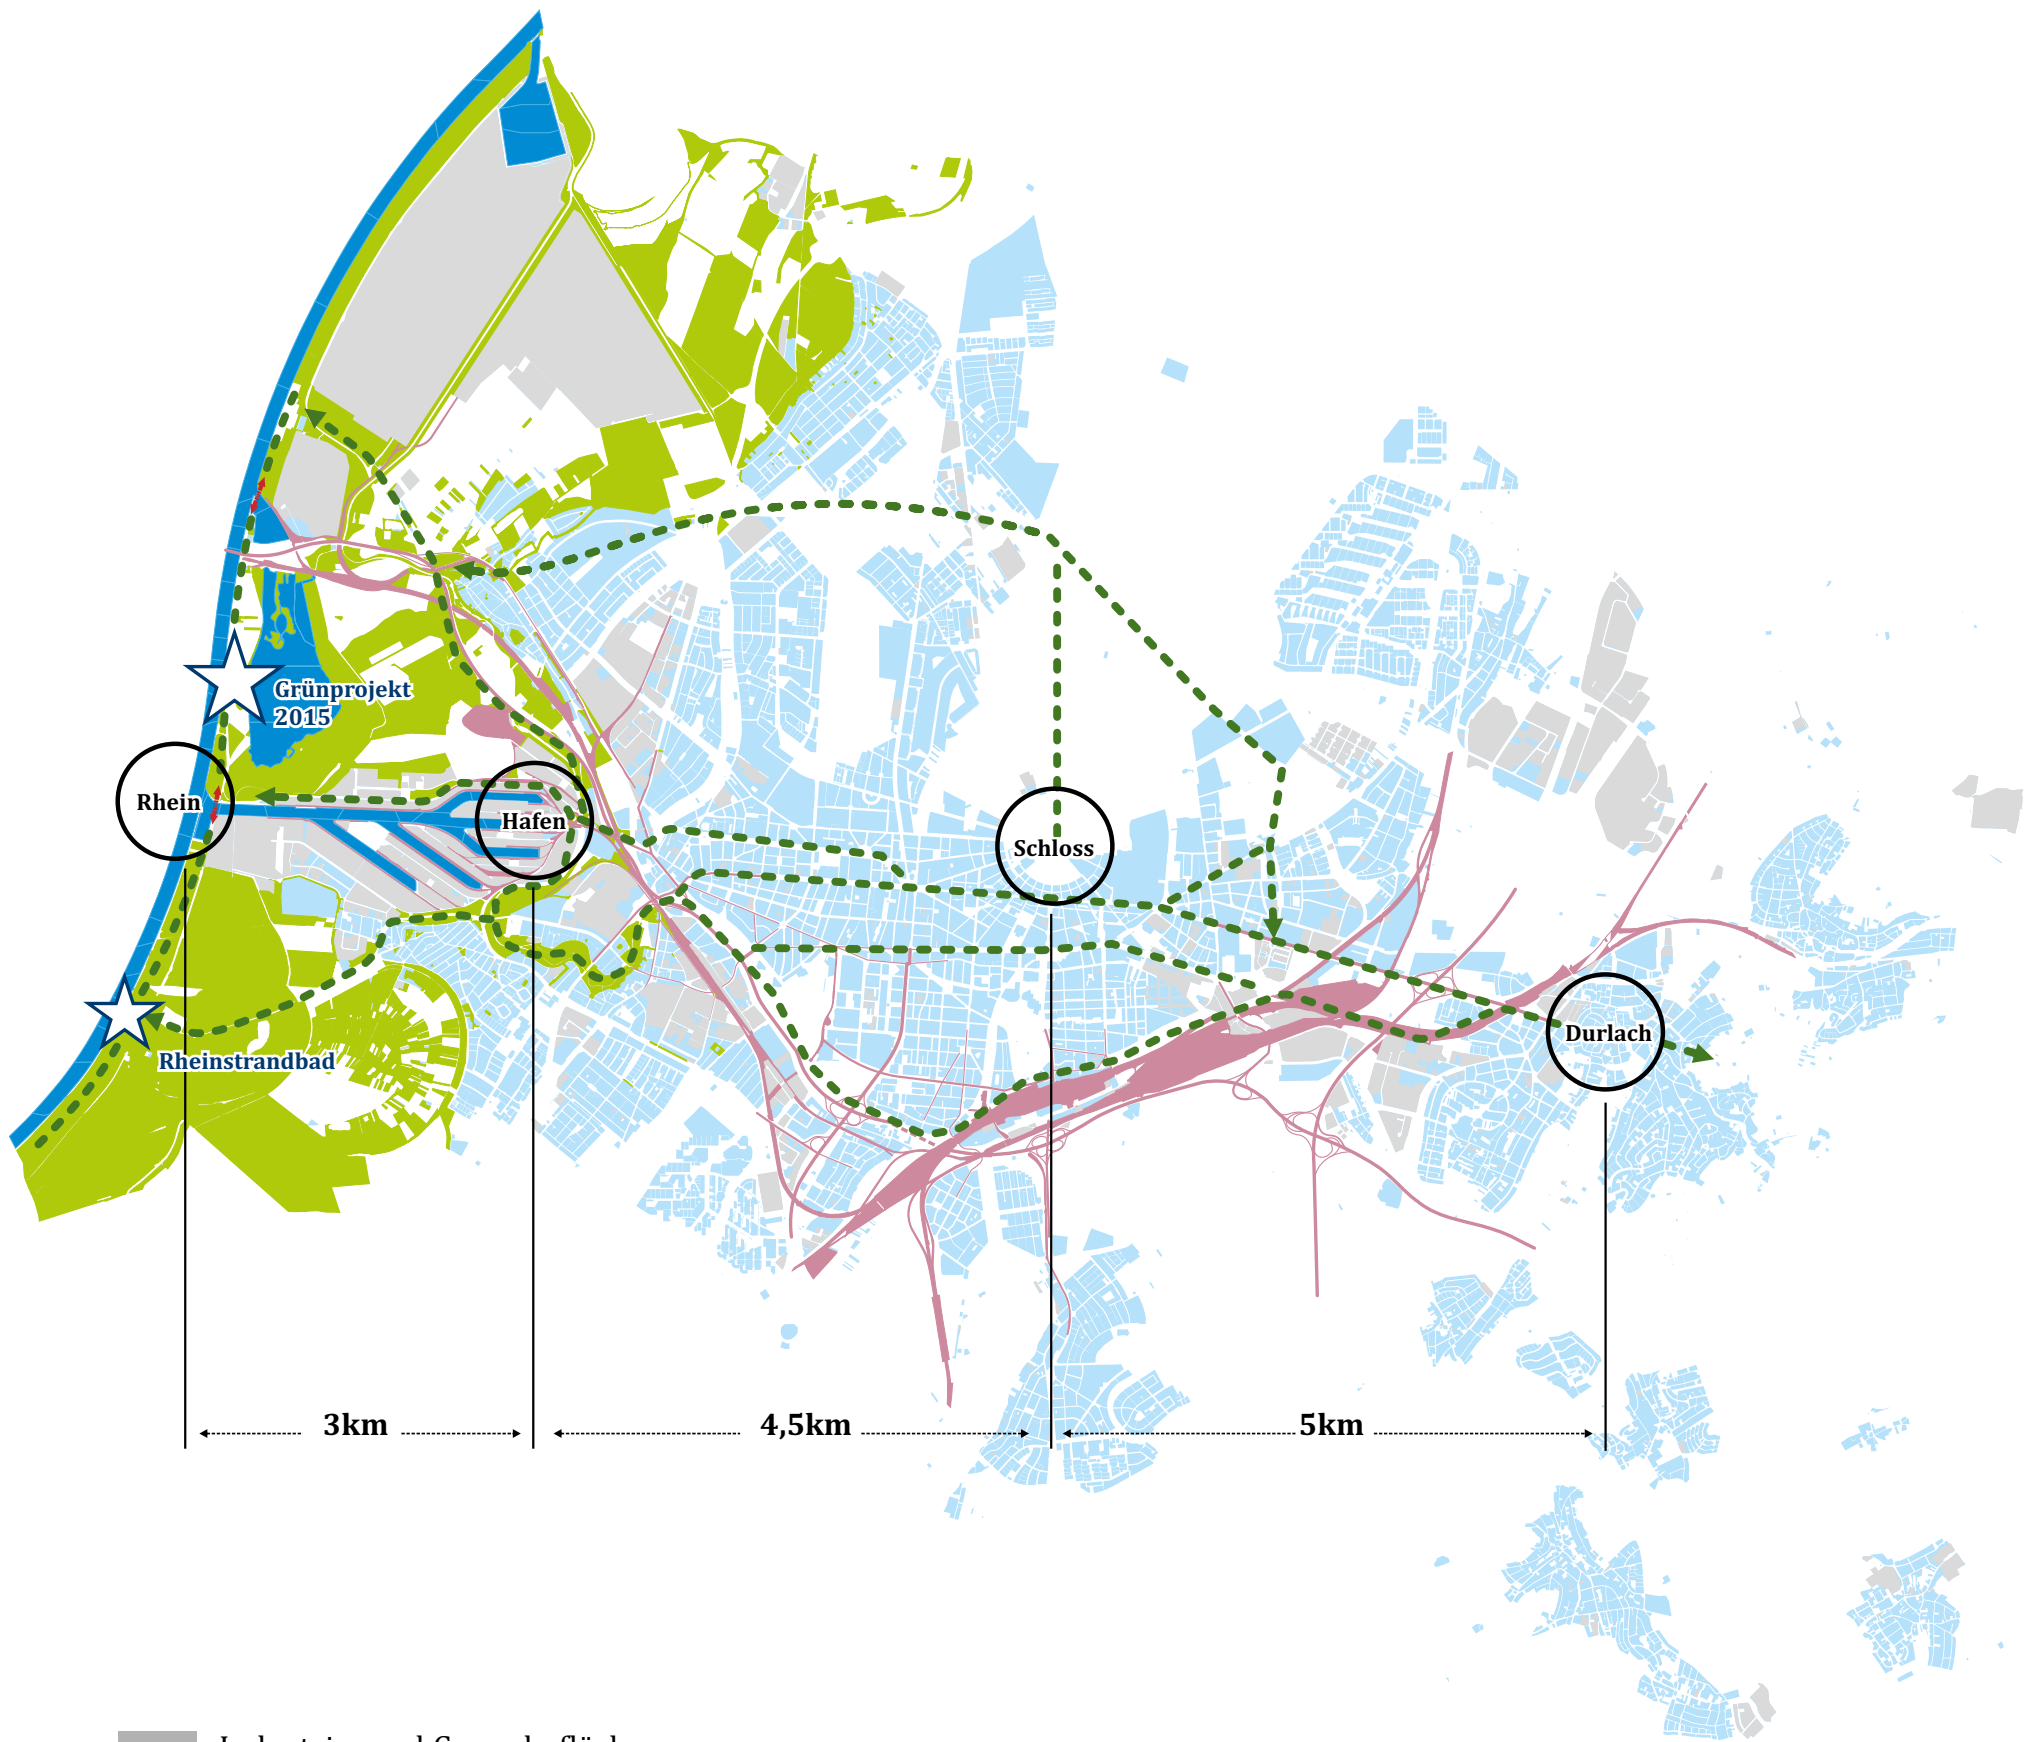 Grünprojekt
2015
Rhein
Hafen
Schloss
Durlach
Rheinstrandbad
3km
4,5km
5km